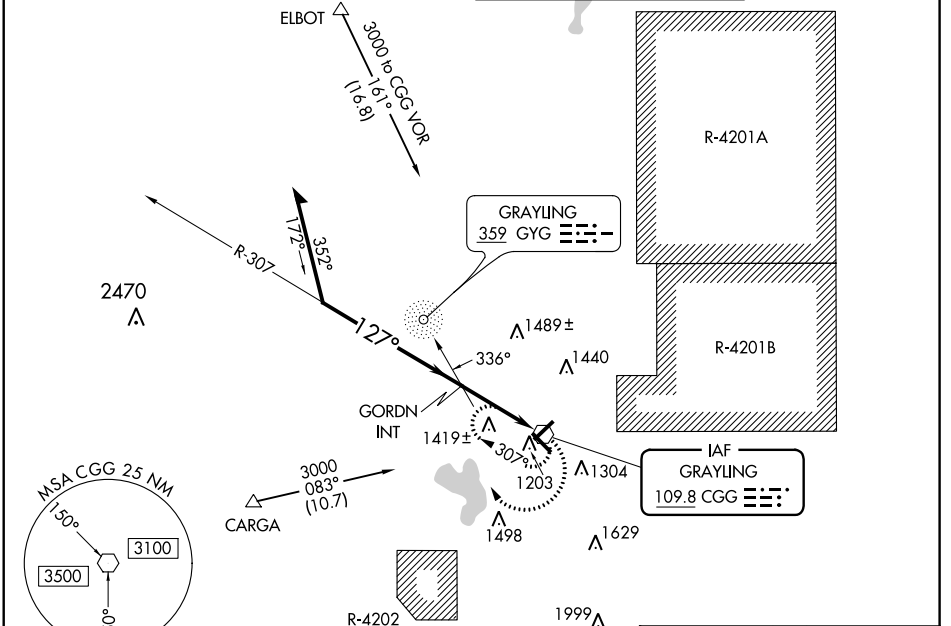 ELBOT
3000 to CGG VOR
161°
(16.8)
R-4201A
GRAYLING
359 GYG
172°
352°
R-307
2470
127°
1489±
336°
1440
R-4201B
GORDN
INT
1419±
307°
1203
1304
IAF
GRAYLING
109.8 CGG
3000
083°
(10.7)
CARGA
1498
1629
MSA CGG 25 NM
150°
3100
3500
R-4202
1999